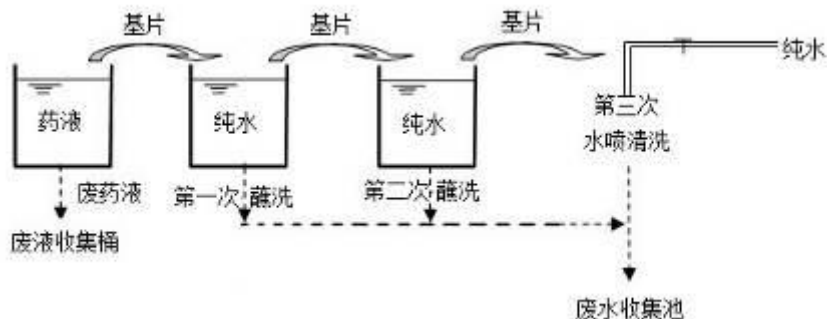 基片
基片
基片
纯水
药液
纯水
纯水
第三次
水喷清洗
废药液
第一次
蘸洗
第二次
蘸洗
废液收集桶
废水收集池